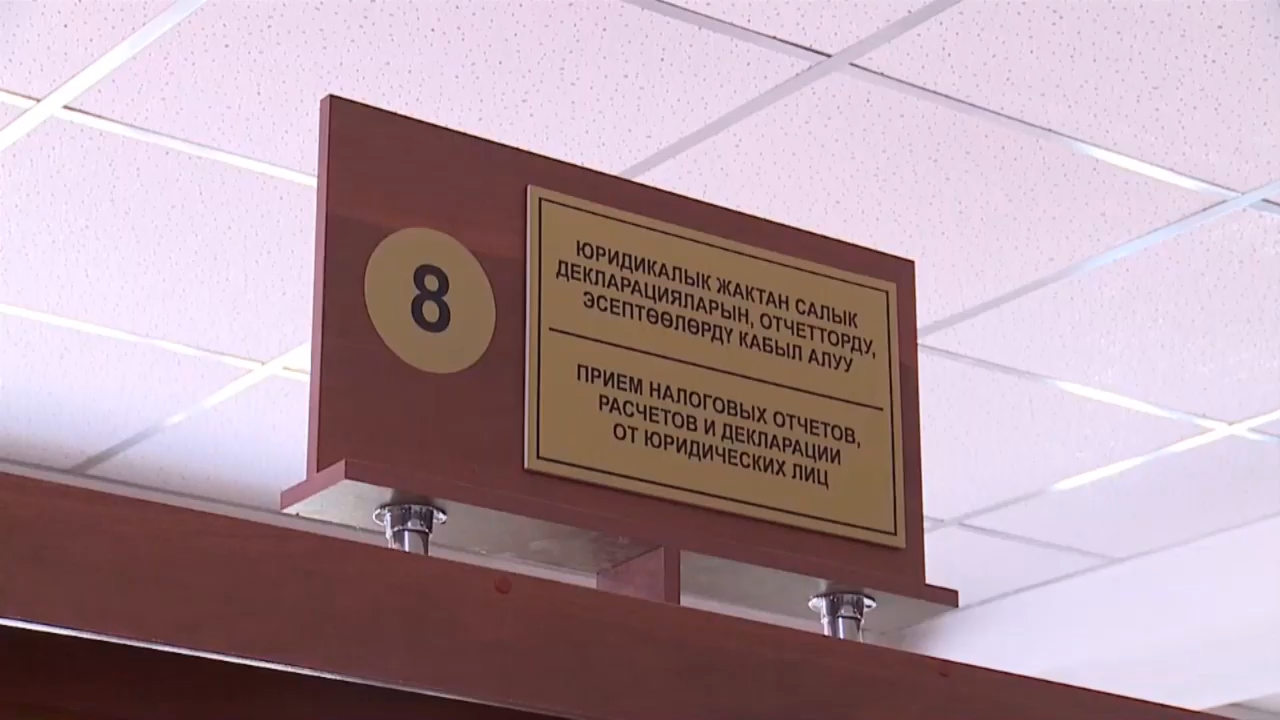 8
ЮРИДИКАЛЫК ЖАКТАН САЛЫК
ДЕКЛАРАЦИЯЛАРЫН, ОТЧЕТТОРДУ,
ЭСЕПТӨӨЛӨРДҮ КАБЫЛ АЛУУ
ПРИЕМ НАЛОГОВЫХ ОТЧЕТОВ,
РАСЧЕТОВ И ДЕКЛАРАЦИИ
ОТ ЮРИДИЧЕСКИХ ЛИЦ